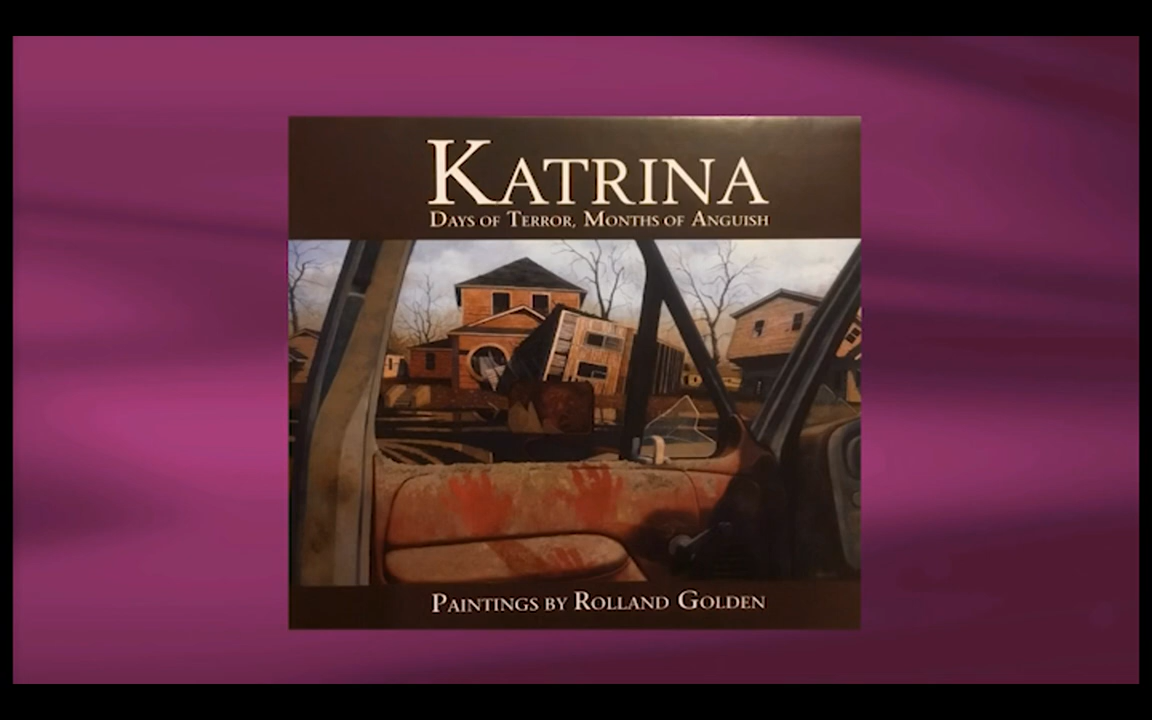 KATRINA
DAYS OF TERROR, MONTHS OF ANGUISH
PAINTINGS BY ROLLAND GOLDEN